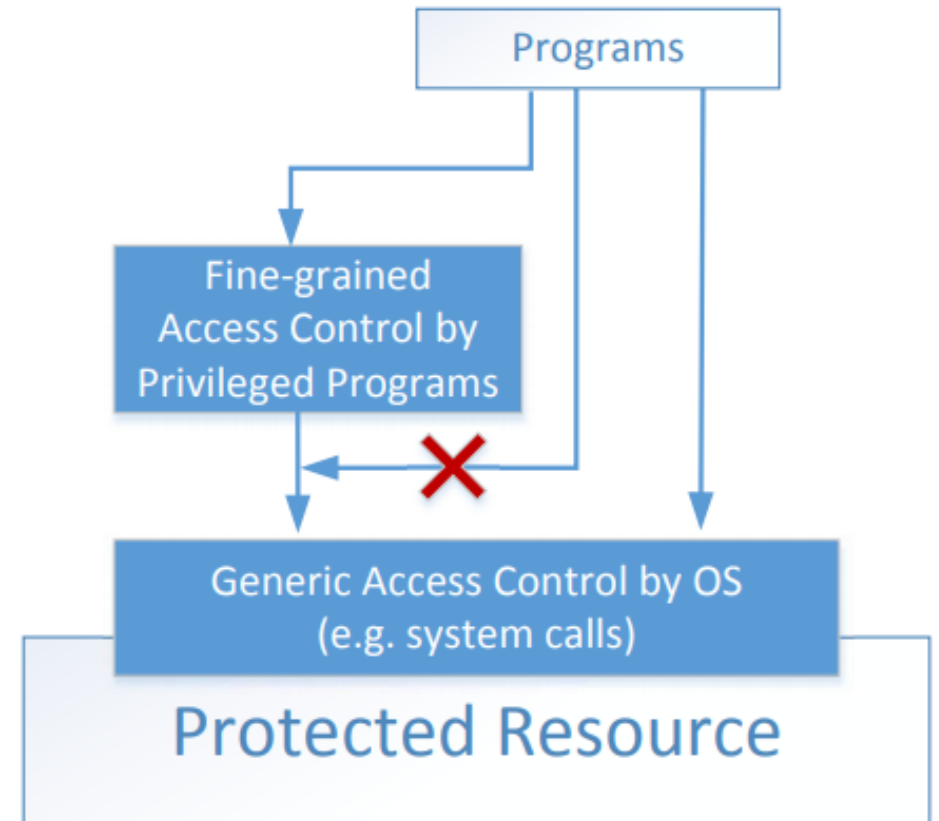 Programs
Fine-grained
Access Control by
Privileged Programs
Generic Access Control by OS
(e.g. system calls)
Protected Resource